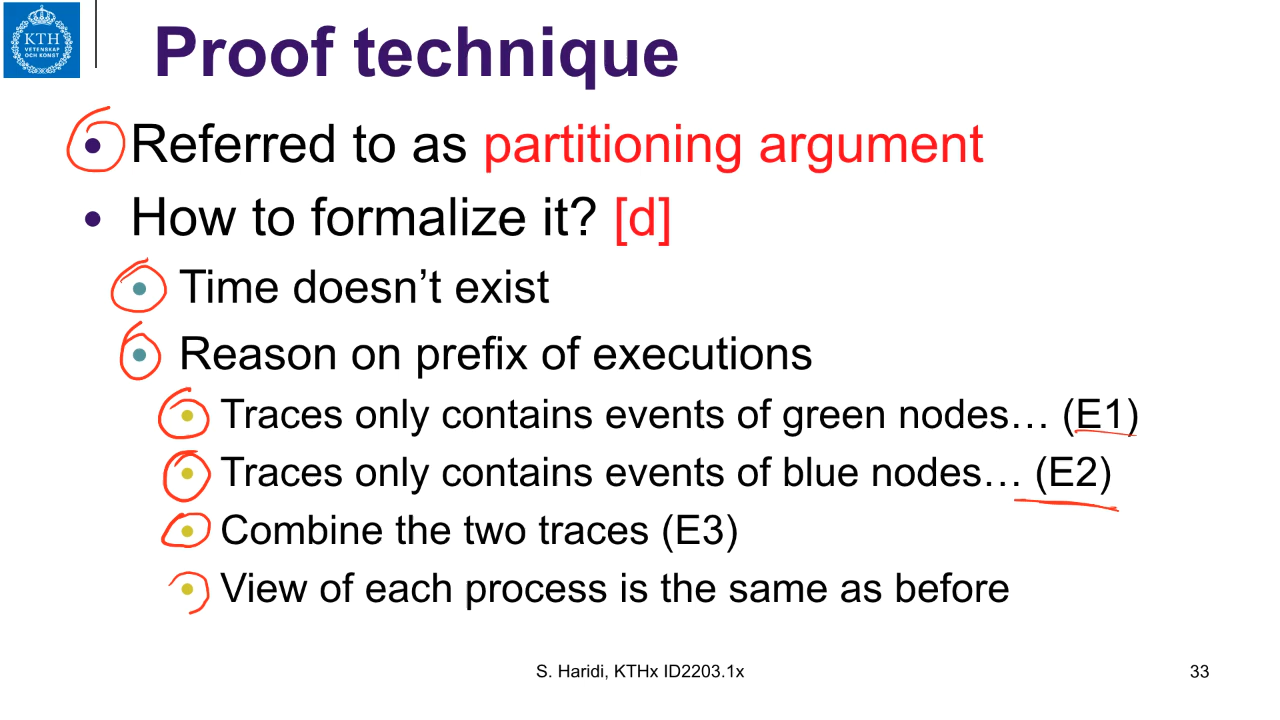 KTH
VETENSKAP
OCH KONST
Proof technique
• Referred to as partitioning argument
• How to formalize it? [d]
• Time doesn’t exist
• Reason on prefix of executions
• Traces only contains events of green nodes… (E1)
• Traces only contains events of blue nodes… (E2)
• Combine the two traces (E3)
• View of each process is the same as before
S. Haridi, KTHx ID2203.1x
33